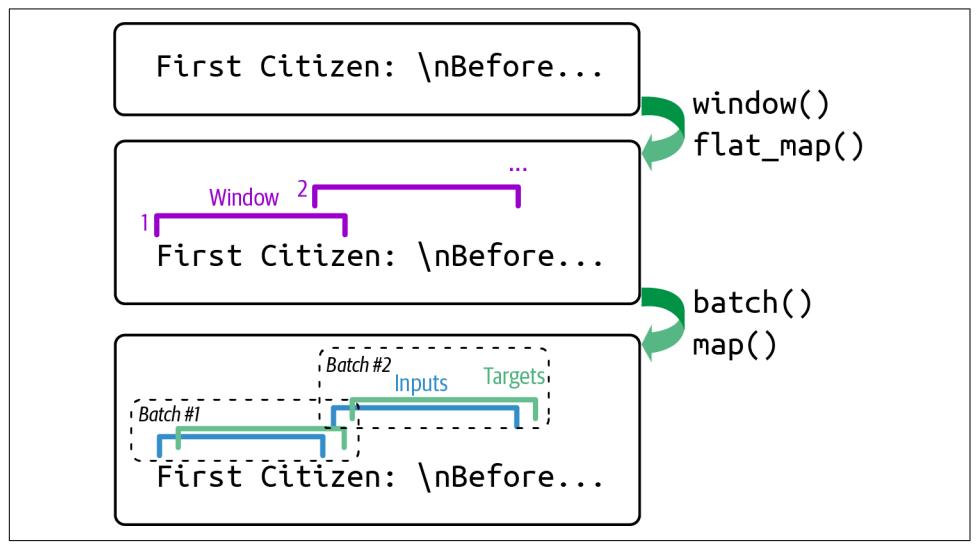 First Citizen: \nBefore...
window()
flat_map()
...
Window 2
1
First Citizen: \nBefore...
batch()
map()
Batch #2
Inputs Targets
Batch #1
First Citizen: \nBefore...